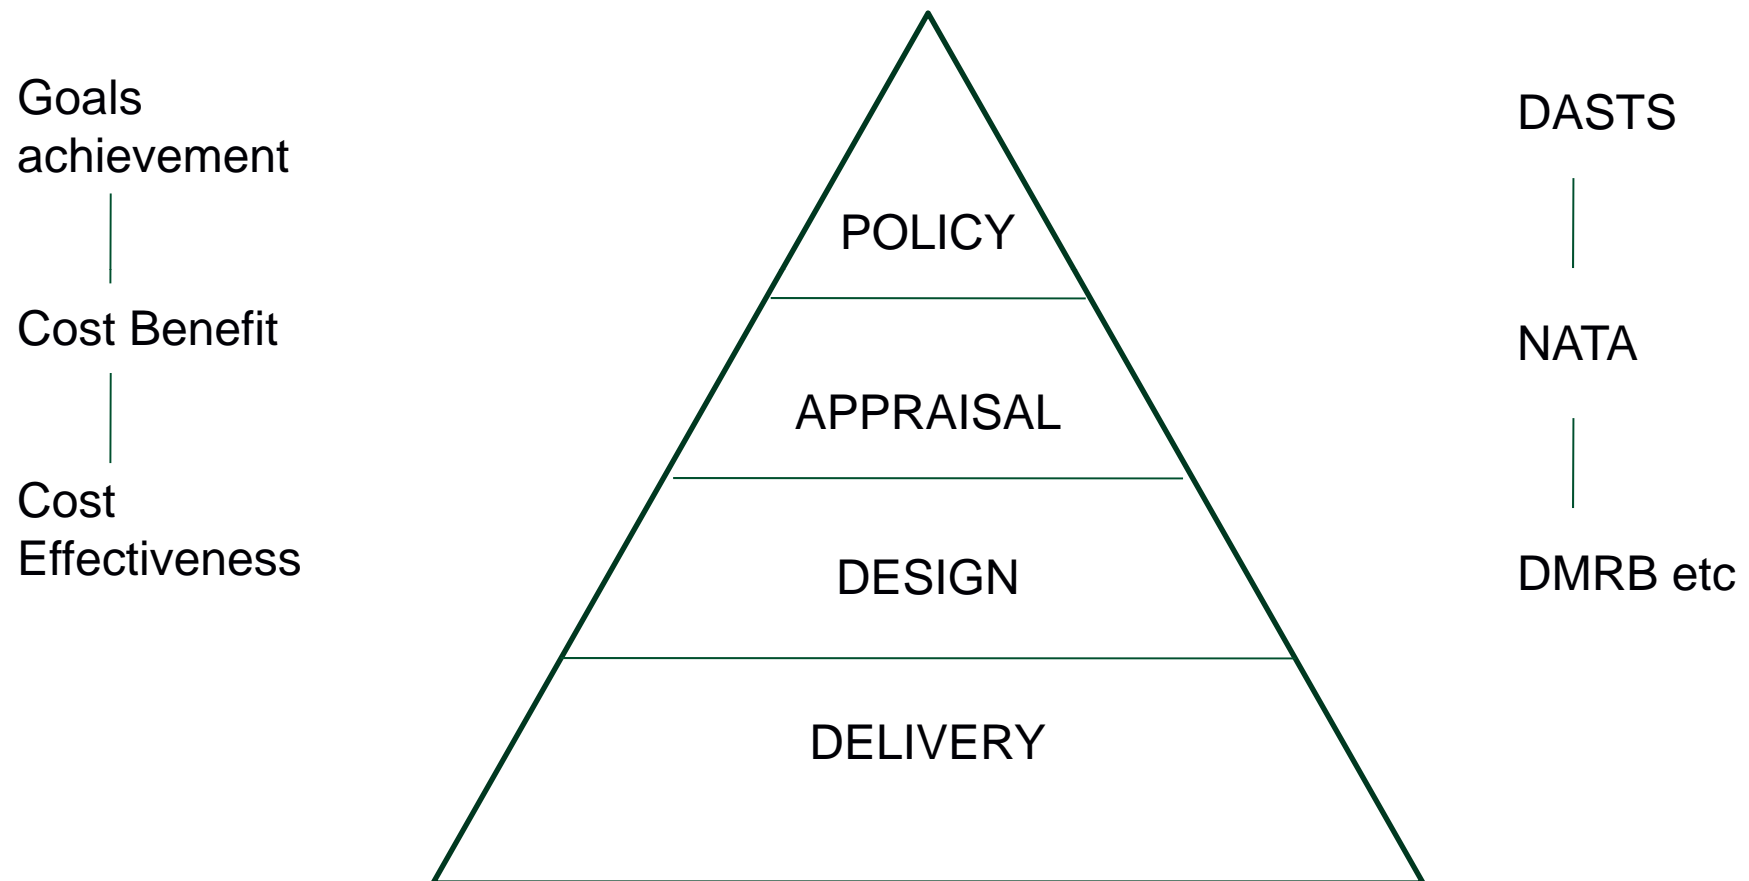 Goals
achievement
Cost Benefit
Cost
Effectiveness
POLICY
APPRAISAL
DESIGN
DELIVERY
DASTS
NATA
DMRB etc